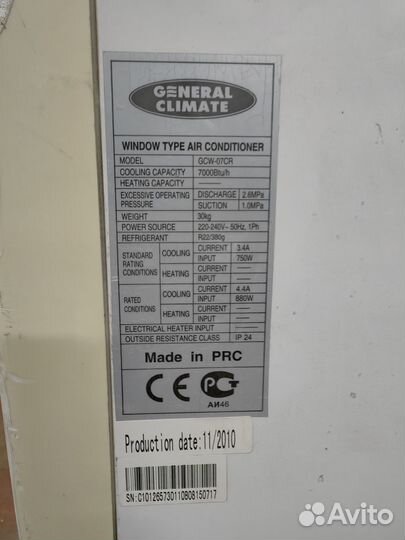 GENERAL
CLIMATE
WINDOW TYPE AIR CONDITIONER
MODEL GCW-07CR
COOLING CAPACITY 7000Btu/h
HEATING CAPACITY ———
EXCESSIVE OPERATING PRESSURE DISCHARGE 2.6MPa
SUCTION 1.0MPa
WEIGHT 30kg
POWER SOURCE 220-240V~ 50Hz, 1Ph
REFRIGERANT R22/380g
STANDARD RATING CONDITIONS COOLING CURRENT 3.4A
INPUT 750W
HEATING CURRENT ———
INPUT ———
RATED CONDITIONS COOLING CURRENT 4.4A
INPUT 880W
HEATING CURRENT ———
INPUT ———
ELECTRICAL HEATER INPUT ———
OUTSIDE RESISTANCE CLASS IP 24
Made in PRC
CE РСТ
АИ46
Production date:11/2010
SN:C101265730110808150717
Avito